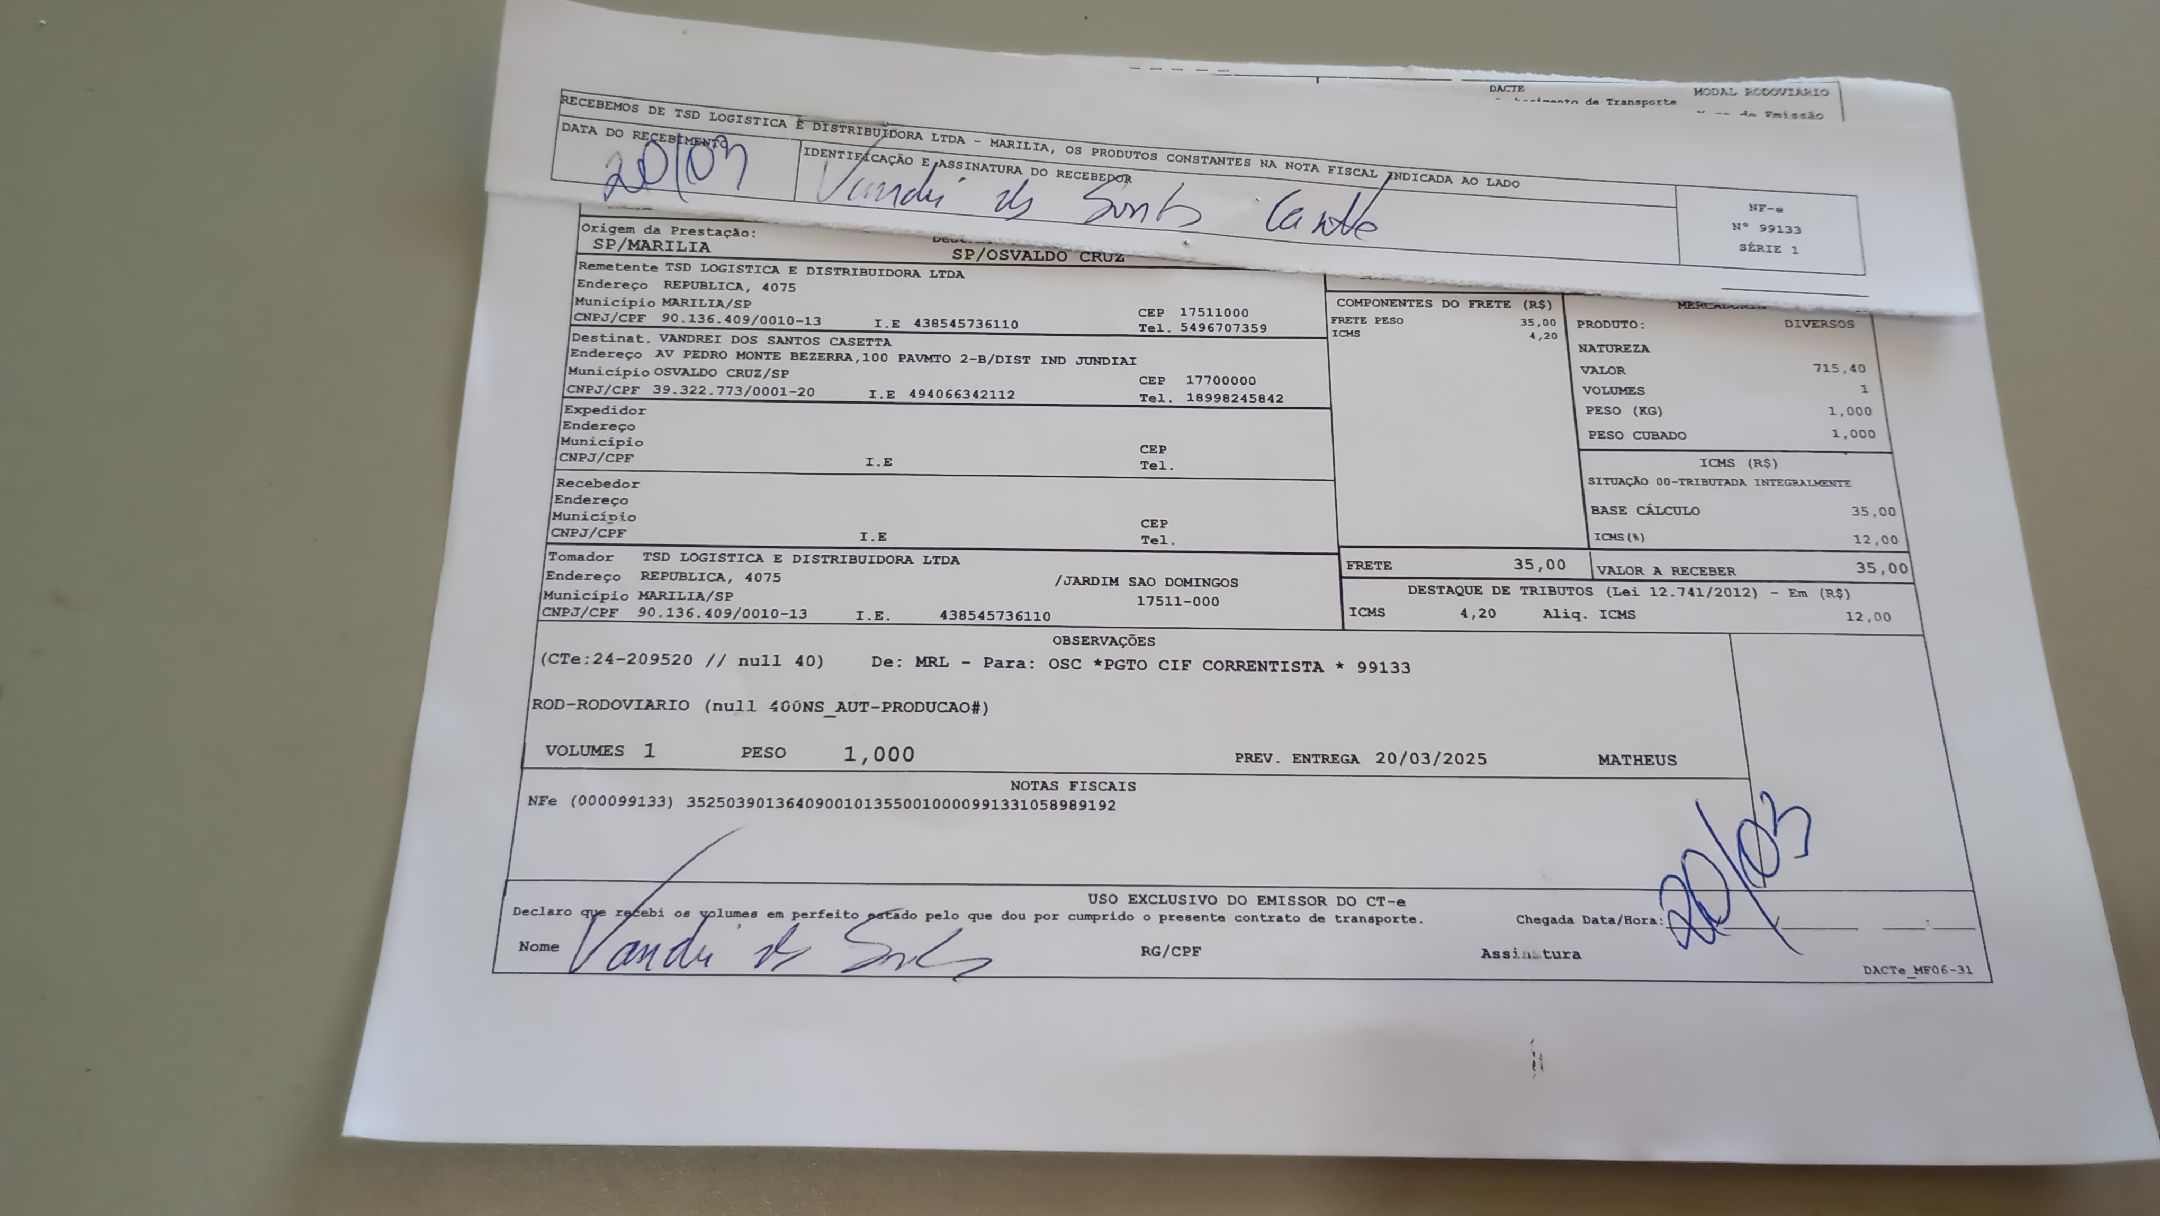 DACTE
MODAL RODOVIÁRIO
de Transporte
RECEBEMOS DE TSD LOGISTICA E DISTRIBUIDORA LTDA - MARILIA, OS PRODUTOS CONSTANTES NA NOTA FISCAL INDICADA AO LADO
DATA DO RECEBIMENTO
20/03
IDENTIFICAÇÃO E ASSINATURA DO RECEBEDOR
NF-e
Nº 99133
SÉRIE 1
Origem da Prestação:
SP/MARILIA
SP/OSVALDO CRUZ
Remetente TSD LOGISTICA E DISTRIBUIDORA LTDA
Endereço REPUBLICA, 4075
Município MARILIA/SP CEP 17511000
CNPJ/CPF 90.136.409/0010-13 I.E 438545736110 Tel. 5496707359
Destinat. VANDREI DOS SANTOS CASETTA
Endereço AV PEDRO MONTE BEZERRA,100 PAVMTO 2-B/DIST IND JUNDIAI
Município OSVALDO CRUZ/SP CEP 17700000
CNPJ/CPF 39.322.773/0001-20 I.E 494066342112 Tel. 18998245842
Expedidor
Endereço
Município CEP
CNPJ/CPF I.E Tel.
Recebedor
Endereço
Município CEP
CNPJ/CPF I.E Tel.
Tomador TSD LOGISTICA E DISTRIBUIDORA LTDA
Endereço REPUBLICA, 4075 /JARDIM SAO DOMINGOS
Município MARILIA/SP 17511-000
CNPJ/CPF 90.136.409/0010-13 I.E. 438545736110
COMPONENTES DO FRETE (R$)
FRETE PESO 35,00
ICMS 4,20
PRODUTO: DIVERSOS
NATUREZA
VALOR 715,40
VOLUMES 1
PESO (KG) 1,000
PESO CUBADO 1,000
ICMS (R$)
SITUAÇÃO 00-TRIBUTADA INTEGRALMENTE
BASE CÁLCULO 35,00
ICMS(%) 12,00
FRETE 35,00 VALOR A RECEBER 35,00
DESTAQUE DE TRIBUTOS (Lei 12.741/2012) - Em (R$)
ICMS 4,20 Aliq. ICMS 12,00
OBSERVAÇÕES
(CTe:24-209520 // null 40) De: MRL - Para: OSC *PGTO CIF CORRENTISTA * 99133
ROD-RODOVIARIO (null 400NS_AUT-PRODUCAO#)
VOLUMES 1 PESO 1,000 PREV. ENTREGA 20/03/2025 MATHEUS
NOTAS FISCAIS
NFe (000099133) 35250390136409001013550010000991331058989192
USO EXCLUSIVO DO EMISSOR DO CT-e
Declaro que recebi os volumes em perfeito estado pelo que dou por cumprido o presente contrato de transporte.
Chegada Data/Hora: 20/03
Nome
RG/CPF
Assinatura
DACTe_MF06-31